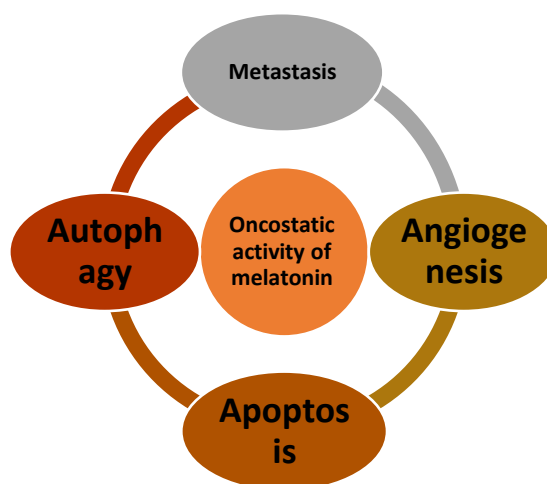 Metastasis
Autoph
agy
Oncostatic
activity of
melatonin
Angioge
nesis
Apoptos
is